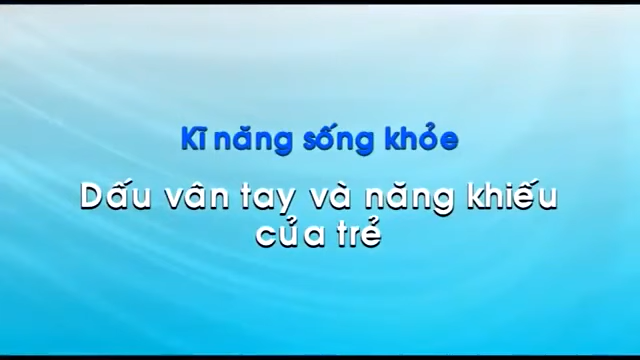 Kĩ năng sống khỏe
Dấu vân tay và năng khiếu
của trẻ